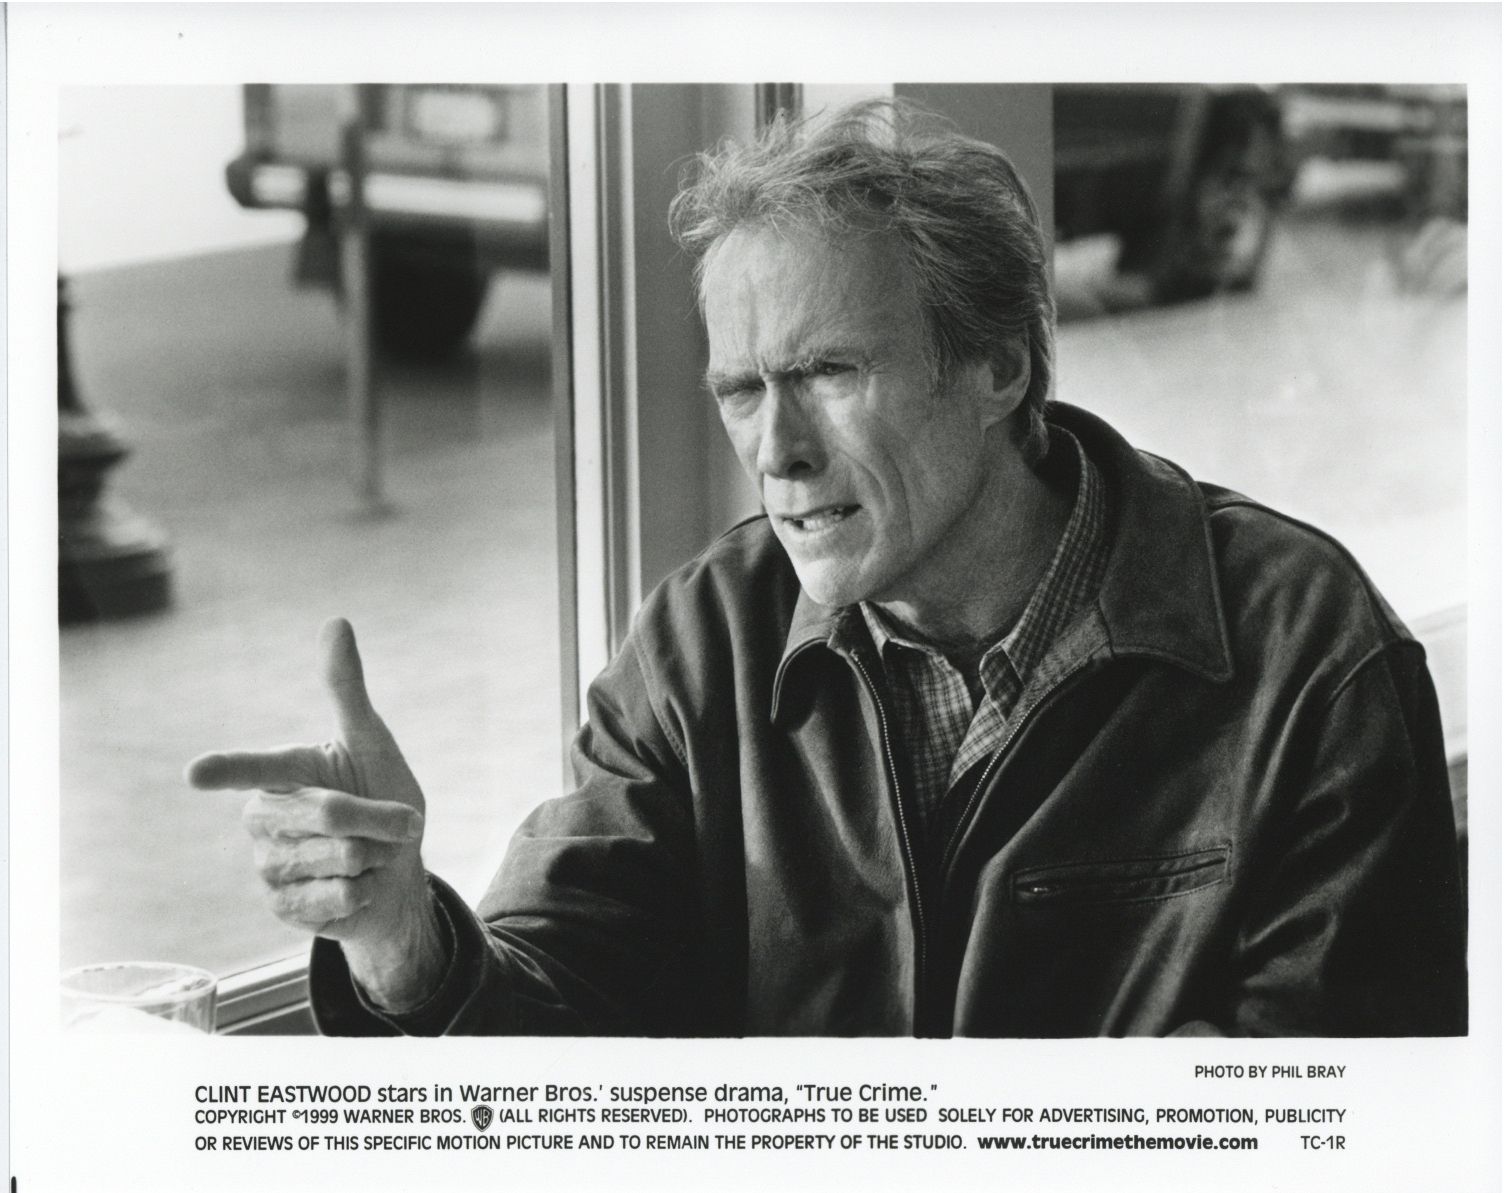 PHOTO BY PHIL BRAY
CLINT EASTWOOD stars in Warner Bros.' suspense drama, "True Crime."
COPYRIGHT ©1999 WARNER BROS. WB (ALL RIGHTS RESERVED). PHOTOGRAPHS TO BE USED SOLELY FOR ADVERTISING, PROMOTION, PUBLICITY
OR REVIEWS OF THIS SPECIFIC MOTION PICTURE AND TO REMAIN THE PROPERTY OF THE STUDIO. www.truecrimethemovie.com TC-1R